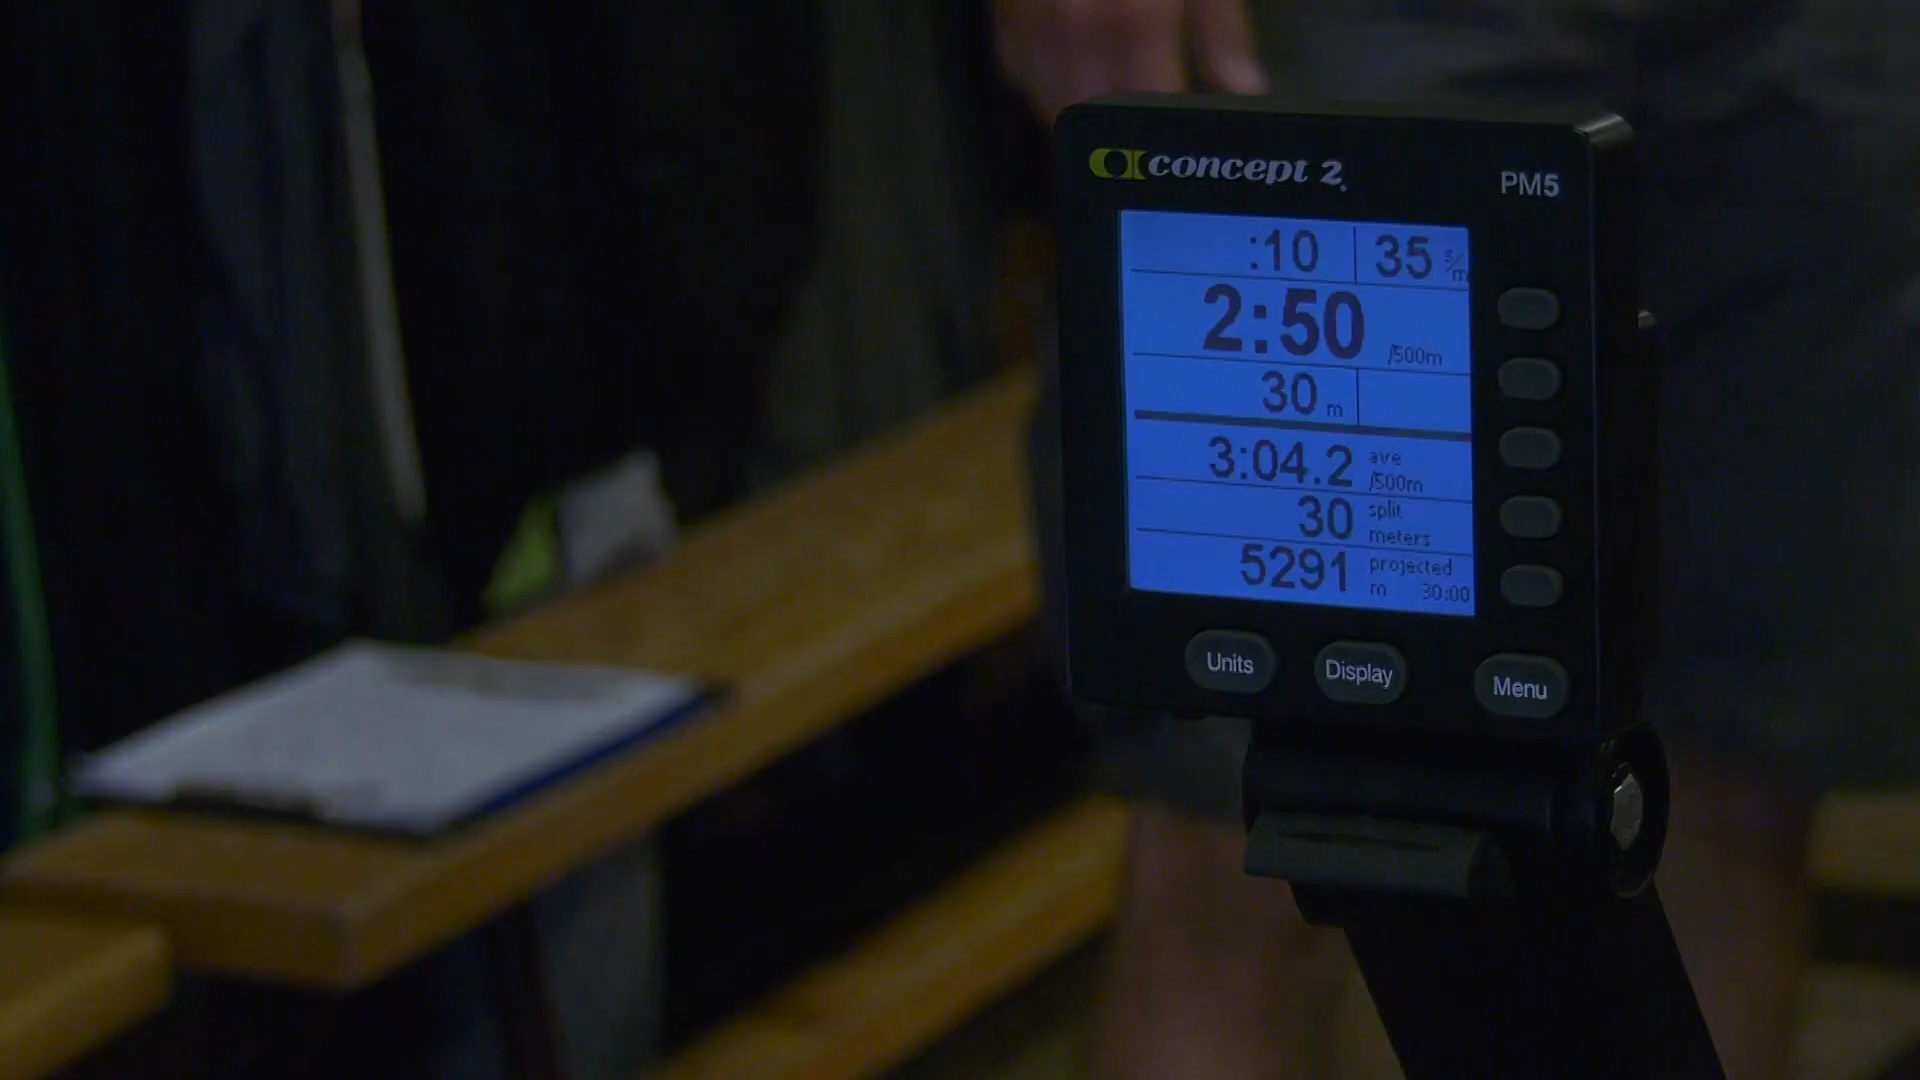 concept 2.
PM5
:10 35 s/m
2:50 /500m
30 m
3:04.2 ave /500m
30 split meters
5291 projected m 30:00
Units Display Menu